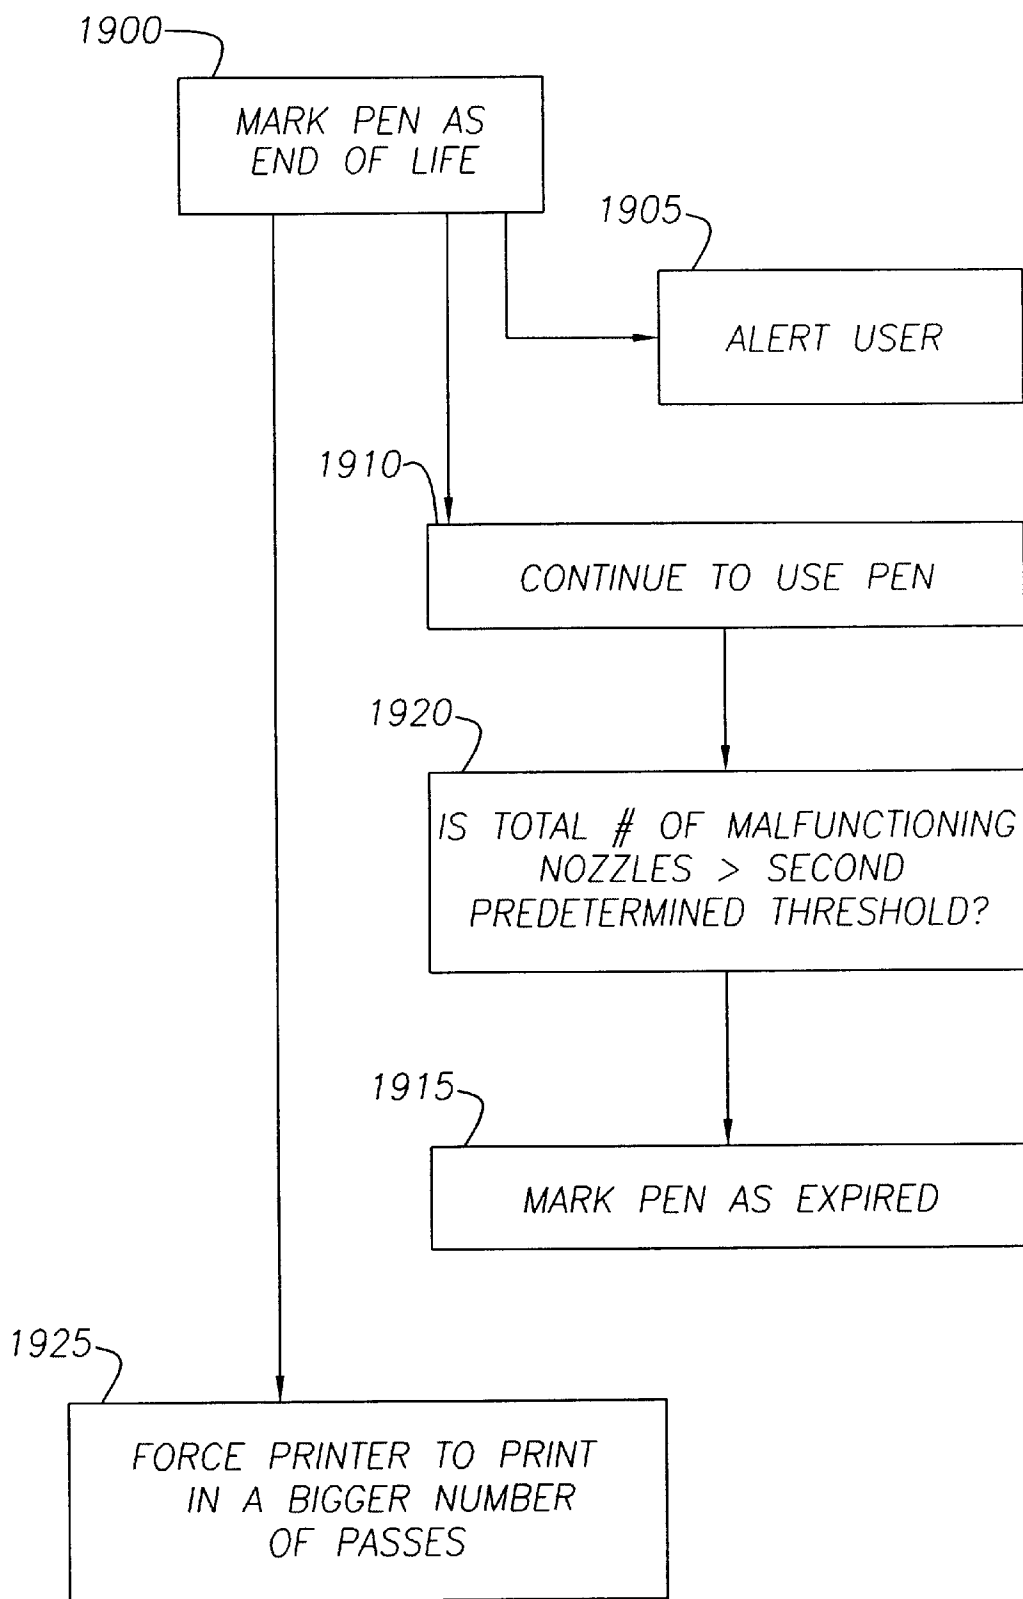 1900
MARK PEN AS
END OF LIFE
1905
ALERT USER
1910
CONTINUE TO USE PEN
1920
IS TOTAL # OF MALFUNCTIONING
NOZZLES > SECOND
PREDETERMINED THRESHOLD?
1915
MARK PEN AS EXPIRED
1925
FORCE PRINTER TO PRINT
IN A BIGGER NUMBER
OF PASSES